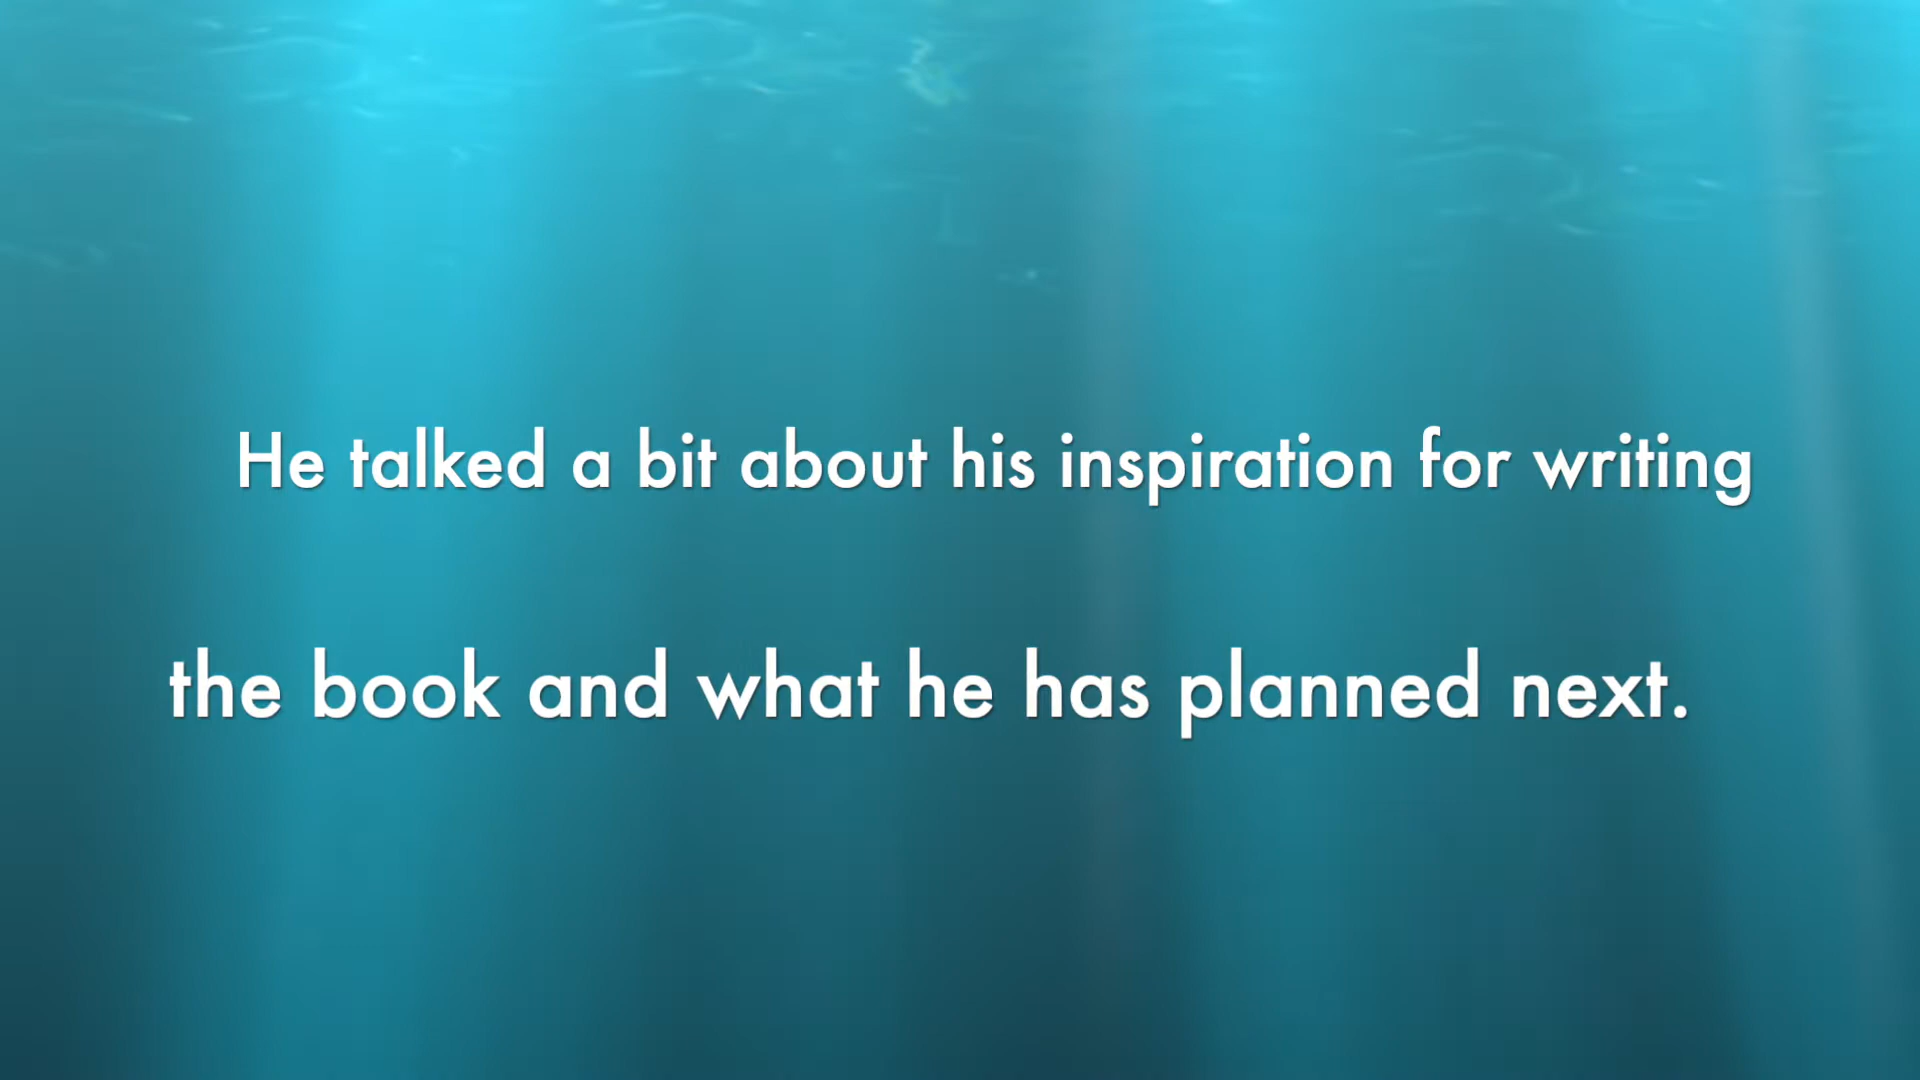 He talked a bit about his inspiration for writing
the book and what he has planned next.